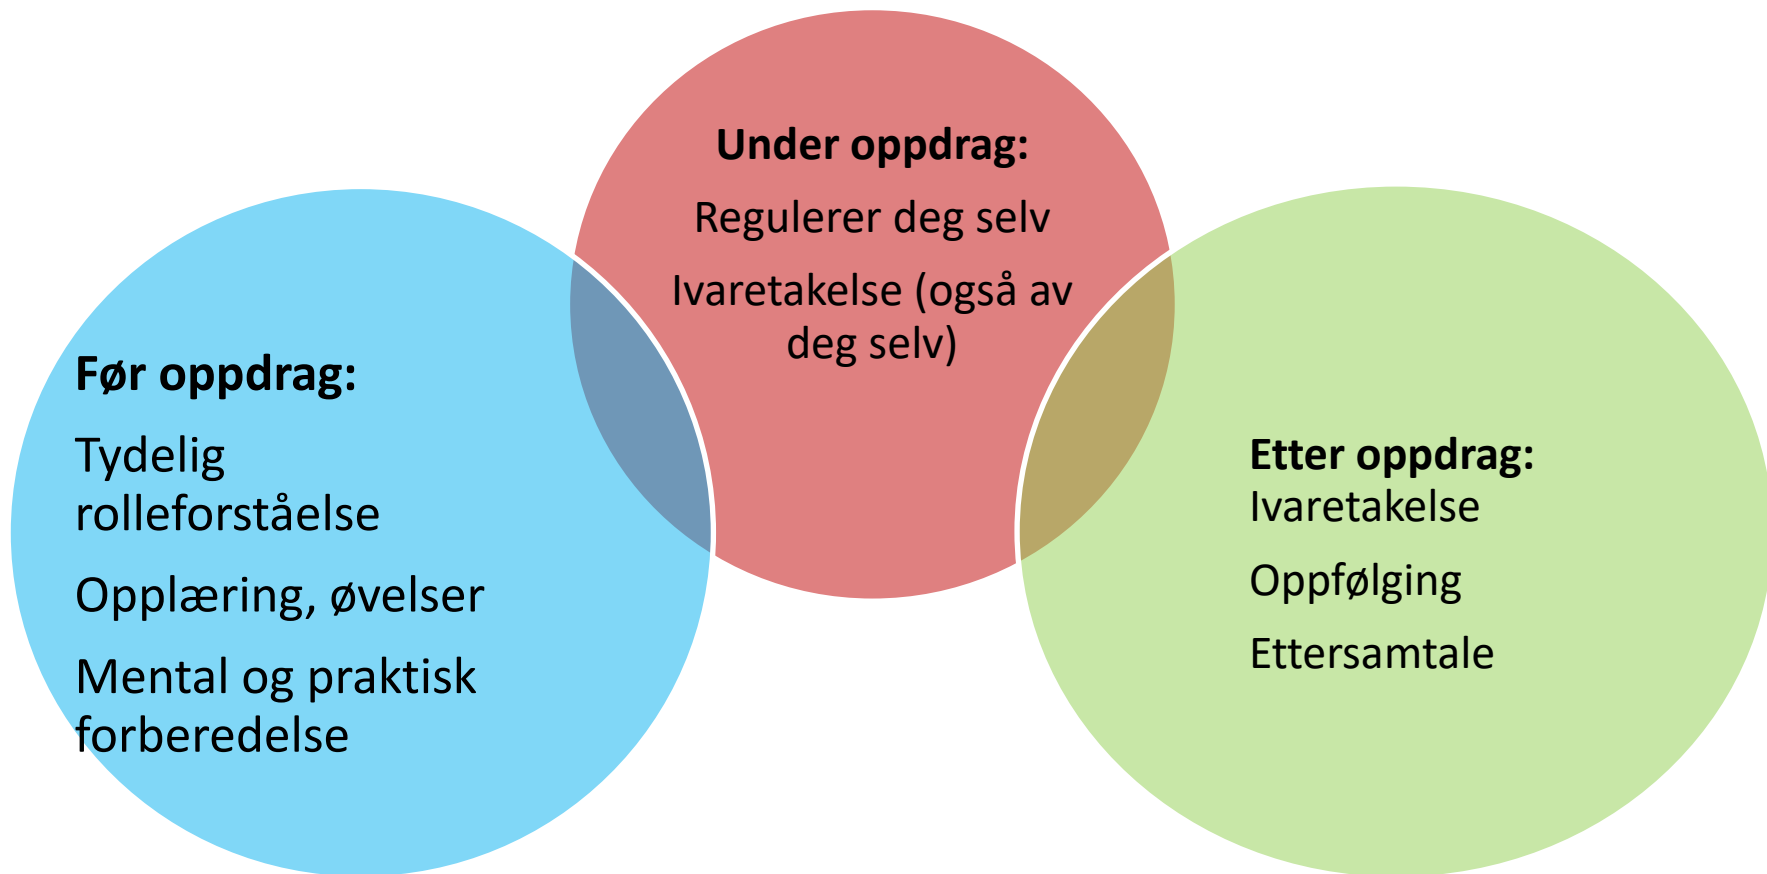 Før oppdrag:
Tydelig
rolleforståelse
Opplæring, øvelser
Mental og praktisk
forberedelse
Under oppdrag:
Regulerer deg selv
Ivaretakelse (også av
deg selv)
Etter oppdrag:
Ivaretakelse
Oppfølging
Ettersamtale